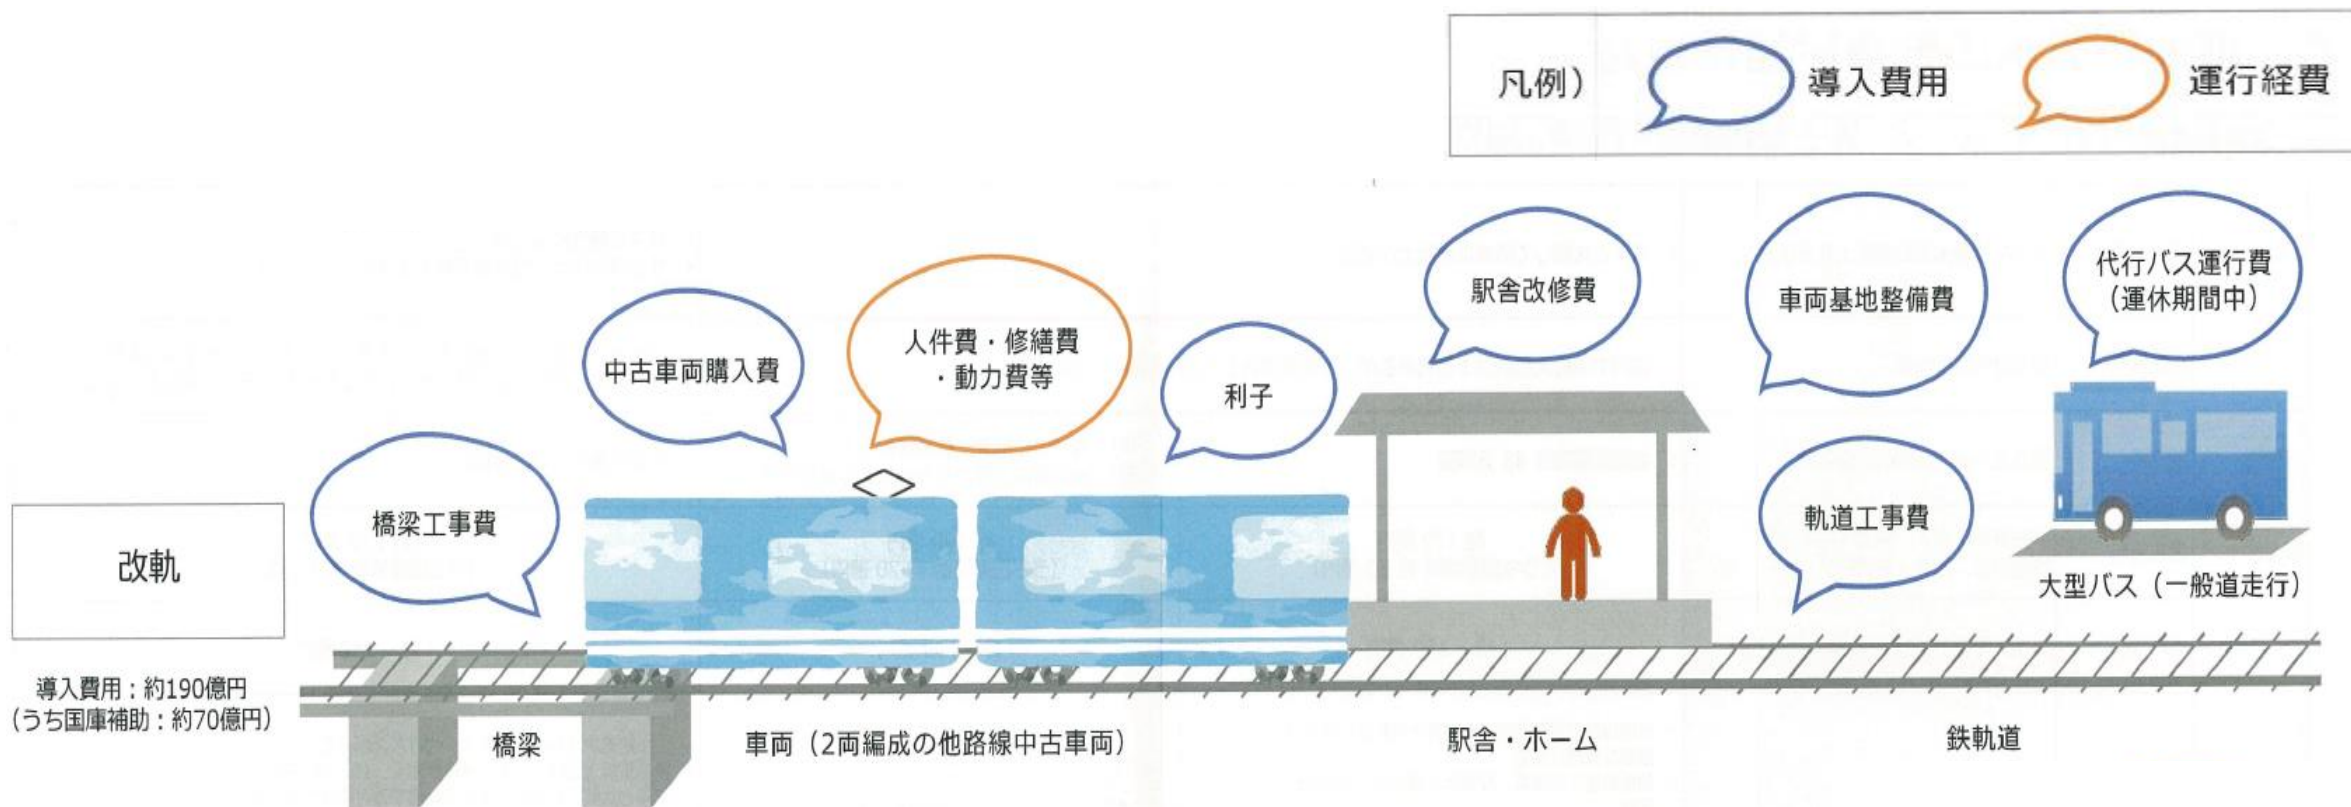 凡例） 導入費用 運行経費
代行バス運行費
（運休期間中）
駅舎改修費
車両基地整備費
人件費・修繕費
・動力費等
中古車両購入費
利子
橋梁工事費
軌道工事費
改軌
大型バス（一般道走行）
導入費用：約190億円
（うち国庫補助：約70億円）
橋梁
車両（2両編成の他路線中古車両）
駅舎・ホーム
鉄軌道